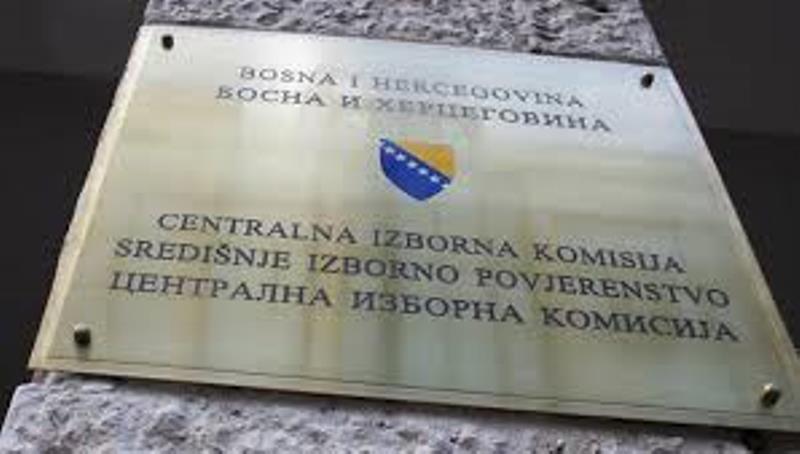 BOSNA I HERCEGOVINA
БОСНА И ХЕРЦЕГОВИНА
CENTRALNA IZBORNA KOMISIJA
SREDIŠNJE IZBORNO POVJERENSTVO
ЦЕНТРАЛНА ИЗБОРНА КОМИСИЈА